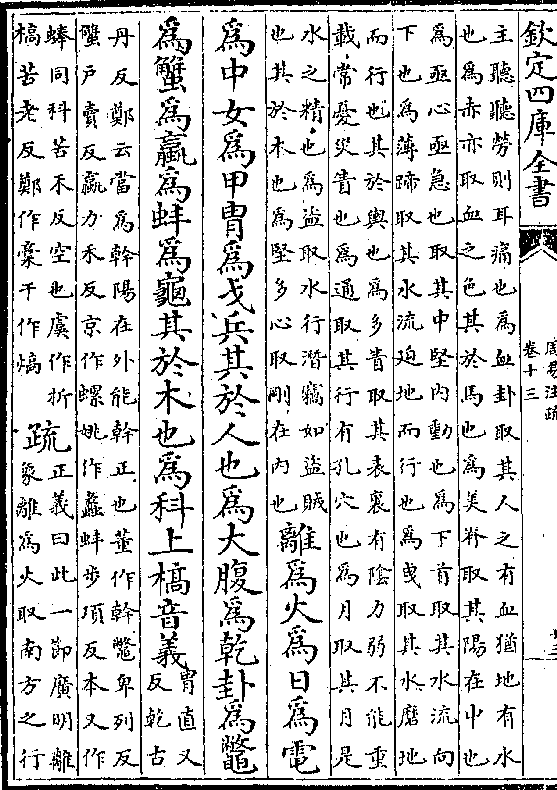 欽定四庫全書
周易注疏
卷十三
十三
主聽聽勞則耳痛也為血卦取其人之有血猶地有水
也為赤亦取血之色其於馬也為美脊取其陽在中也
為亟心亟急也取其中堅內動也為下首取其水流向
下也為薄蹄取其水流迫地而行也為曳取其水磨地
而行也其於輿也為多眚取其表裏有陰力弱不能重
載常憂災眚也為通取其行有孔穴也為月取其月是
水之精也為盜取水行潛竊如盜賊
也其於木也為堅多心取剛在內也
離為火為日為電
為中女為甲冑為戈兵其於人也為大腹為乾卦為鼈
為蟹為蠃為蚌為龜其於木也為科上槁音義
冑直又
反乾古
丹反鄭云當為幹陽在外能幹正也董作幹鼈卑列反
蟹戶賣反蠃力禾反京作螺姚作蠡蚌步項反本又作
蜯同科苦禾反空也虞作折
槁苦老反鄭作槀干作熇
疏
正義曰此一節廣明離
象離為火取南方之行